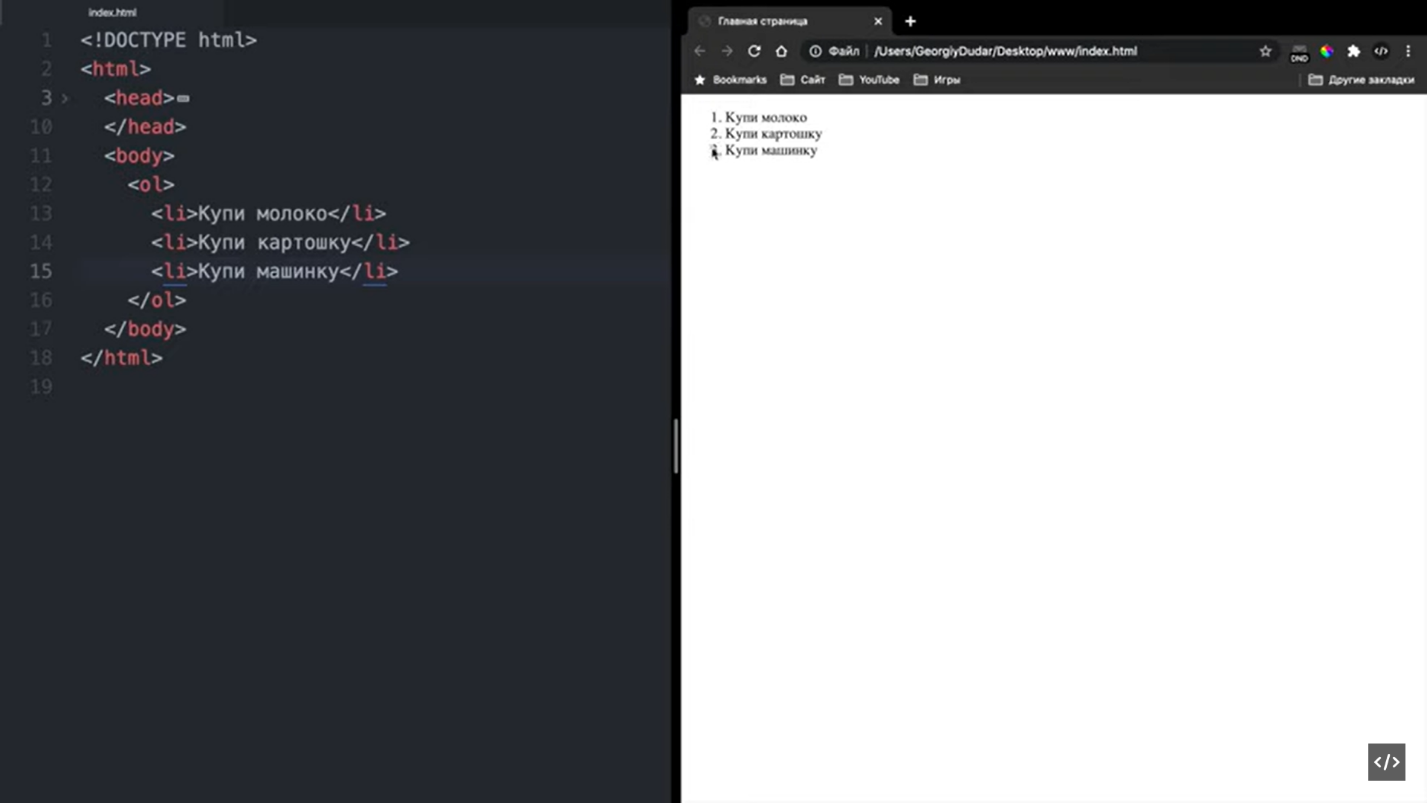 index.html
1 <!DOCTYPE html>
2 <html>
3 <head>
10 </head>
11 <body>
12 <ol>
13 <li>Купи молоко</li>
14 <li>Купи картошку</li>
15 <li>Купи машинку</li>
16 </ol>
17 </body>
18 </html>
19
Главная страница
Файл /Users/GeorgiyDudar/Desktop/www/index.html
DND
Bookmarks Сайт YouTube Игры Другие закладки
1. Купи молоко
2. Купи картошку
Купи машинку
</>